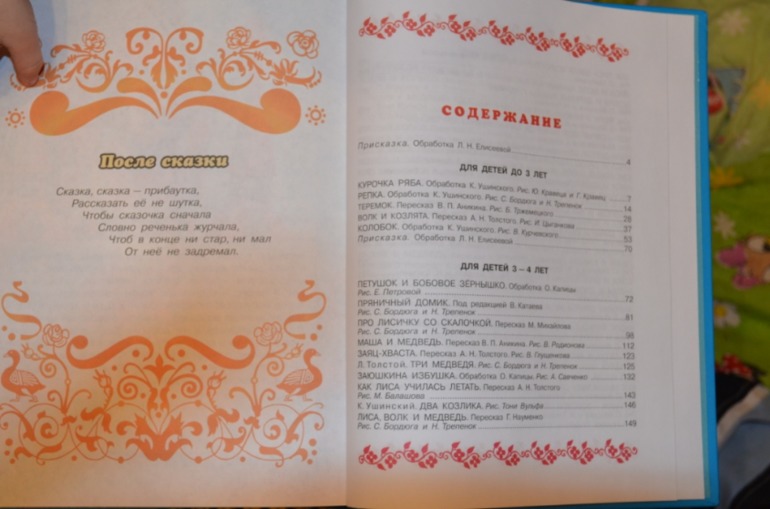 После сказки
Сказка, сказка — прибаутка,
Рассказать её не шутка,
Чтобы сказочка сначала
Словно реченька журчала,
Чтоб в конце ни стар, ни мал
От неё не задремал.
СОДЕРЖАНИЕ
Присказка. Обработка Л. Н. Елисеевой 4
ДЛЯ ДЕТЕЙ ДО 3 ЛЕТ
КУРОЧКА РЯБА. Обработка К. Ушинского. Рис. Ю. Кравец и Г. Кравец 7
РЕПКА. Обработка К. Ушинского. Рис. С. Бордюга и Н. Трепенок 14
ТЕРЕМОК. Пересказ В. П. Аникина. Рис. В. Тржемецкого 28
ВОЛК И КОЗЛЯТА. Пересказ А. Н. Толстого. Рис. И. Цыганкова 37
КОЛОБОК. Обработка К. Ушинского. Рис. В. Курчевского 53
Присказка. Обработка Л. Н. Елисеевой 70
ДЛЯ ДЕТЕЙ 3 – 4 ЛЕТ
ПЕТУШОК И БОБОВОЕ ЗЁРНЫШКО. Обработка О. Капицы
Рис. Е. Петровой 72
ПРЯНИЧНЫЙ ДОМИК. Под редакцией В. Катаева
Рис. С. Бордюга и Н. Трепенок 81
ПРО ЛИСИЧКУ СО СКАЛОЧКОЙ. Пересказ М. Михайлова
Рис. С. Бордюга и Н. Трепенок 98
МАША И МЕДВЕДЬ. Пересказ В. П. Аникина. Рис. В. Родионова 112
ЗАЯЦ-ХВАСТА. Пересказ А. Н. Толстого. Рис. В. Глущенкова 123
Л. Толстой. ТРИ МЕДВЕДЯ. Рис. С. Бордюга и Н. Трепенок 125
ЗАЮШКИНА ИЗБУШКА. Обработка О. Капицы. Рис. А. Савченко 132
КАК ЛИСА УЧИЛАСЬ ЛЕТАТЬ. Пересказ А. Н. Толстого
Рис. М. Балашова 143
К. Ушинский. ДВА КОЗЛИКА. Рис. Тони Вульфа 146
ЛИСА, ВОЛК И МЕДВЕДЬ. Пересказ Г. Науменко
Рис. С. Бордюга и Н. Трепенок 149